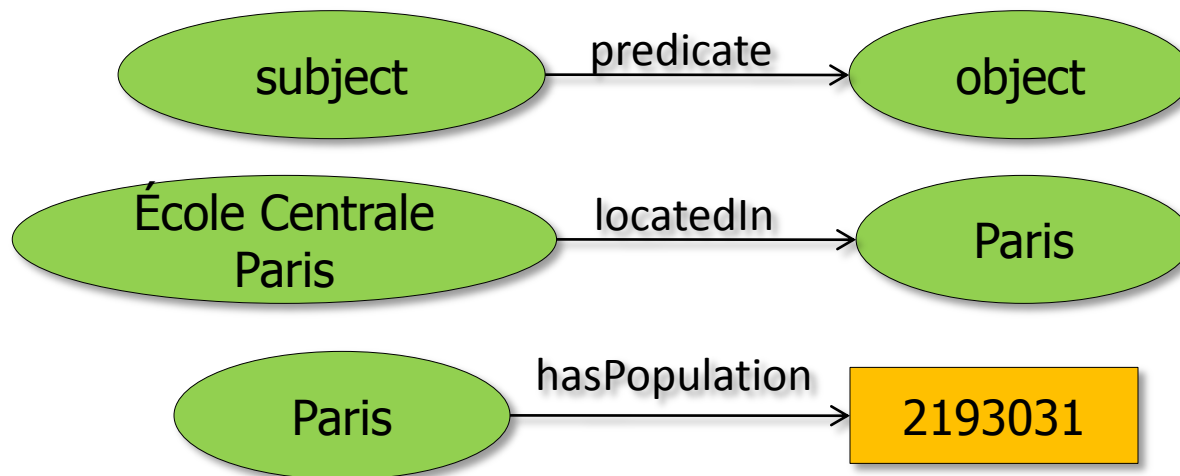 subject predicate object
École Centrale
Paris
locatedIn
Paris
Paris hasPopulation 2193031